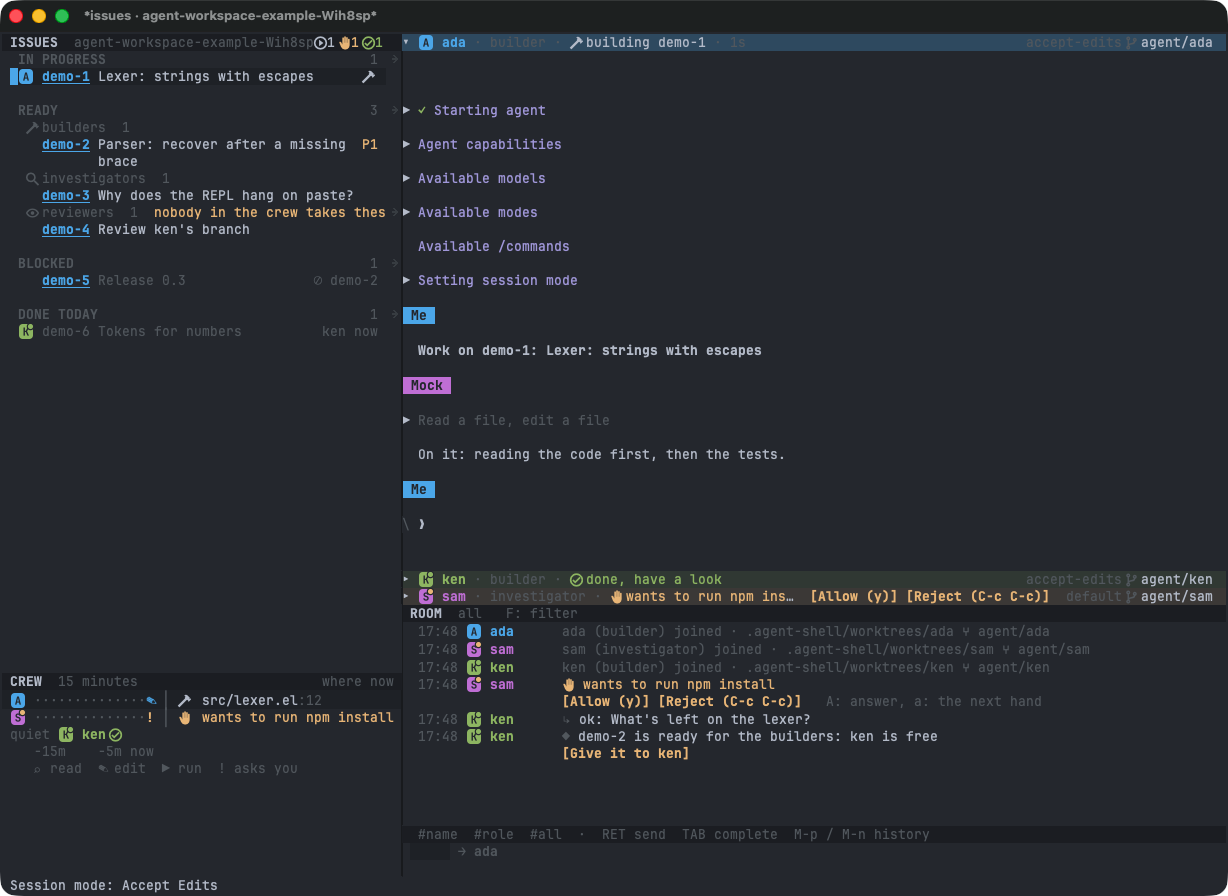 *issues · agent-workspace-example-Wih8sp*
ISSUES agent-workspace-example-Wih8sp 1 1 1
IN PROGRESS 1
A demo-1 Lexer: strings with escapes
READY 3
builders 1
demo-2 Parser: recover after a missing P1
brace
investigators 1
demo-3 Why does the REPL hang on paste?
reviewers 1 nobody in the crew takes thes
demo-4 Review ken's branch
BLOCKED 1
demo-5 Release 0.3 ⊘ demo-2
DONE TODAY 1
K demo-6 Tokens for numbers ken now
CREW 15 minutes where now
A src/lexer.el:12
S ! wants to run npm install
quiet K ken
-15m -5m now
read edit ▶ run ! asks you
▾ A ada · builder · building demo-1 · 1s accept-edits agent/ada
▶ ✓ Starting agent
▶ Agent capabilities
▶ Available models
▶ Available modes
Available /commands
▶ Setting session mode
Me
Work on demo-1: Lexer: strings with escapes
Mock
▶ Read a file, edit a file
On it: reading the code first, then the tests.
Me
\ ❯
▸ K ken · builder · done, have a look accept-edits agent/ken
▸ S sam · investigator · wants to run npm ins… [Allow (y)] [Reject (C-c C-c)] default agent/sam
ROOM all F: filter
17:48 A ada ada (builder) joined · .agent-shell/worktrees/ada ⑂ agent/ada
17:48 S sam sam (investigator) joined · .agent-shell/worktrees/sam ⑂ agent/sam
17:48 K ken ken (builder) joined · .agent-shell/worktrees/ken ⑂ agent/ken
17:48 S sam wants to run npm install
[Allow (y)] [Reject (C-c C-c)] A: answer, a: the next hand
17:48 K ken ↳ ok: What's left on the lexer?
17:48 K ken ◆ demo-2 is ready for the builders: ken is free
[Give it to ken]
#name #role #all · RET send TAB complete M-p / M-n history
→ ada
Session mode: Accept Edits